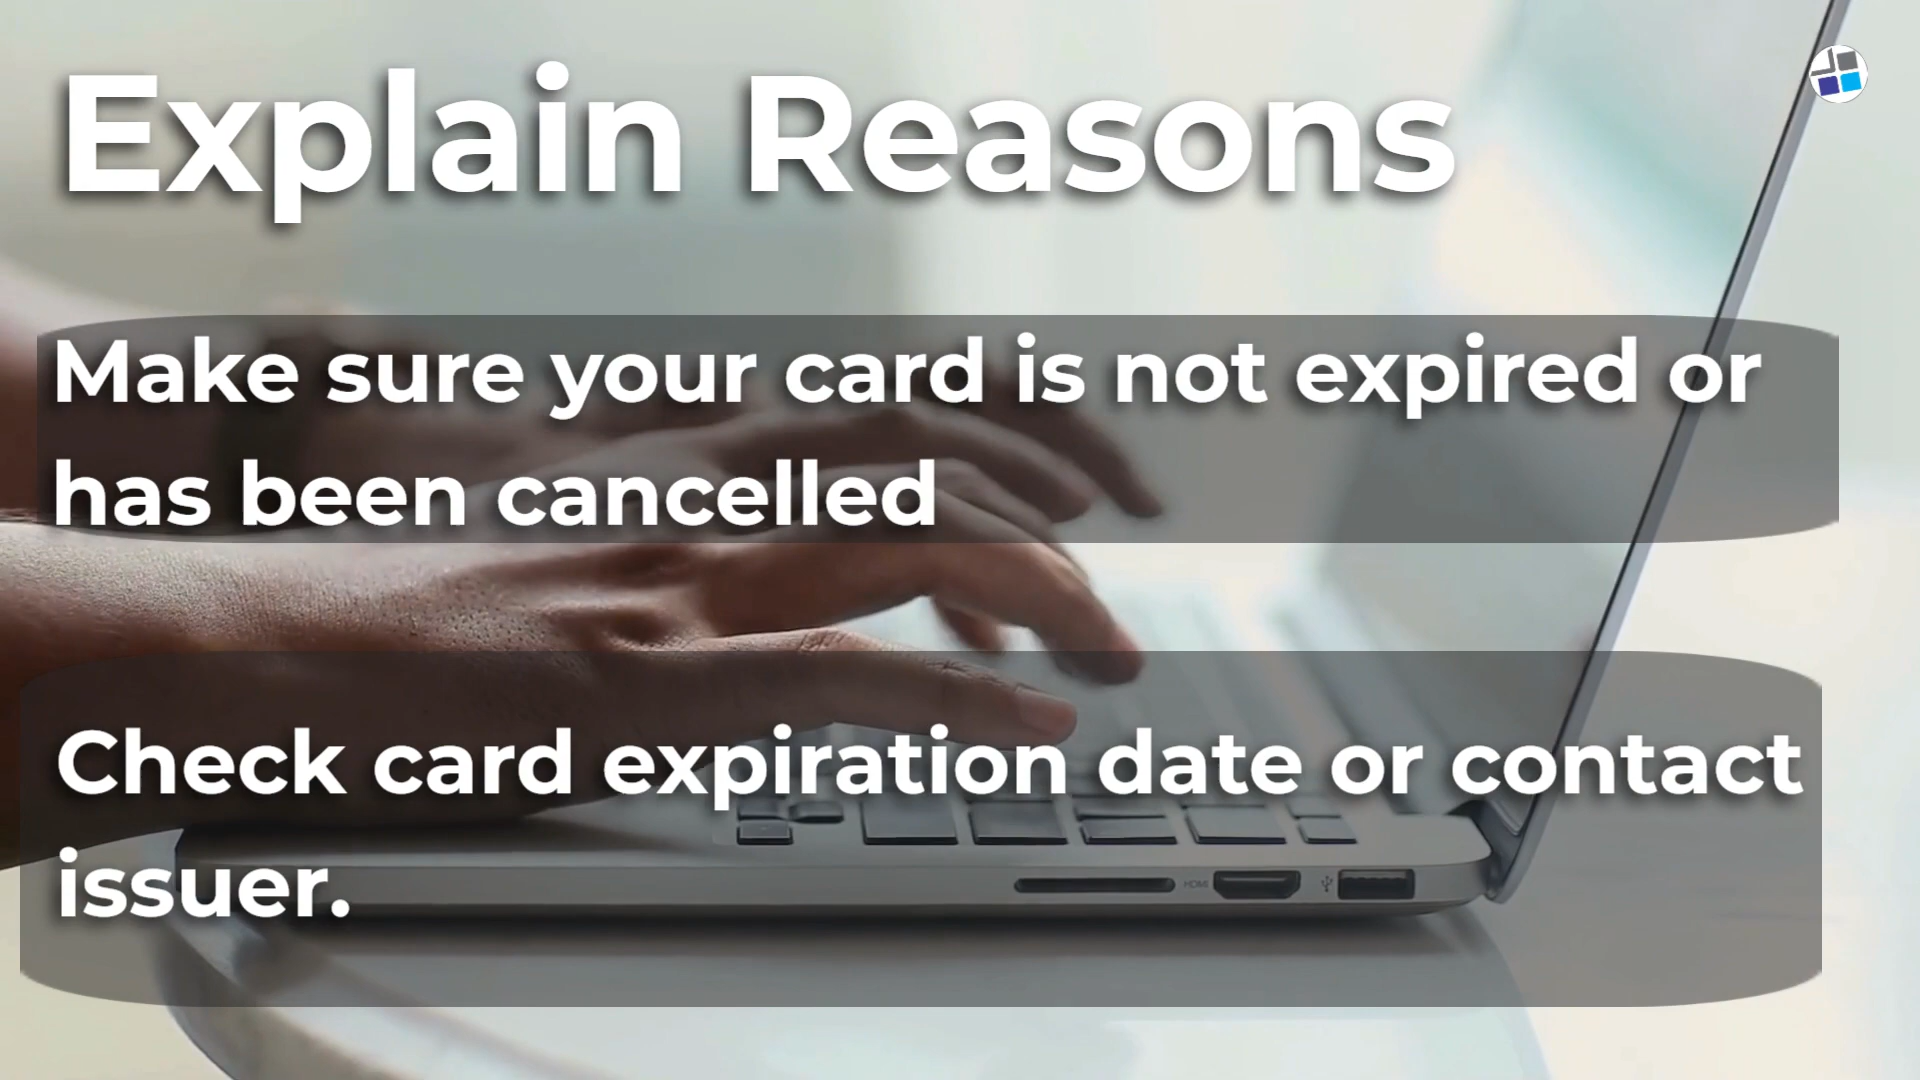 Explain Reasons
Make sure your card is not expired or
has been cancelled
Check card expiration date or contact
issuer.
HDMI